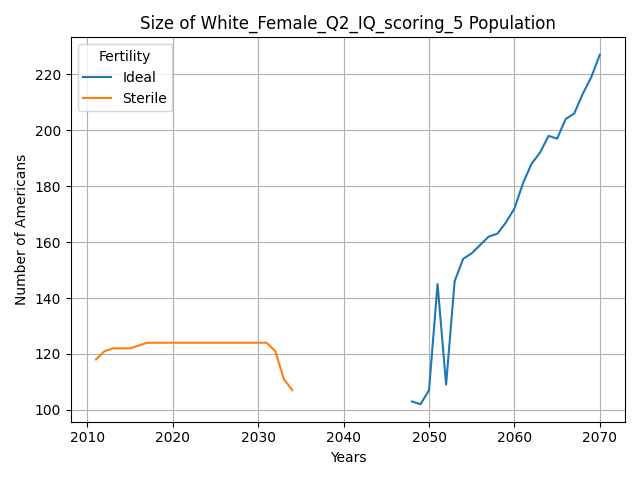 Size of White_Female_Q2_IQ_scoring_5 Population
Fertility
Ideal
Sterile
Number of Americans
220
200
180
160
140
120
100
2010 2020 2030 2040 2050 2060 2070
Years